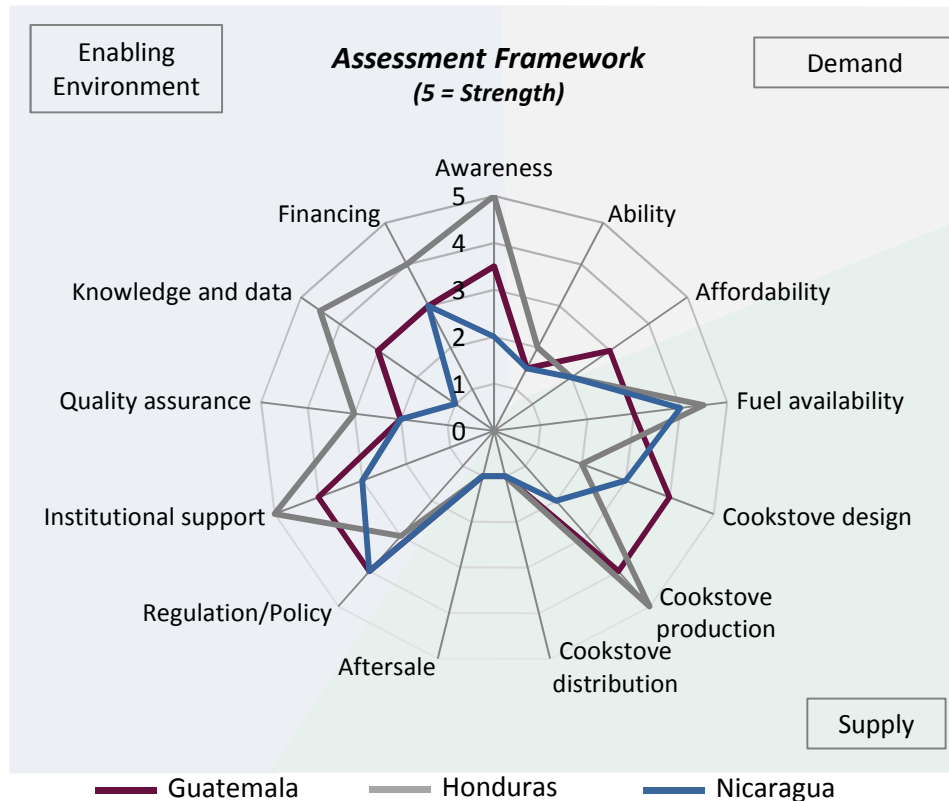 Enabling
Environment
Assessment Framework
(5 = Strength)
Demand
Awareness
Financing
Ability
5
4
3
2
1
0
Knowledge and data
Affordability
Quality assurance
Fuel availability
Institutional support
Cookstove design
Regulation/Policy
Cookstove
production
Aftersale
Cookstove
distribution
Supply
Guatemala
Honduras
Nicaragua